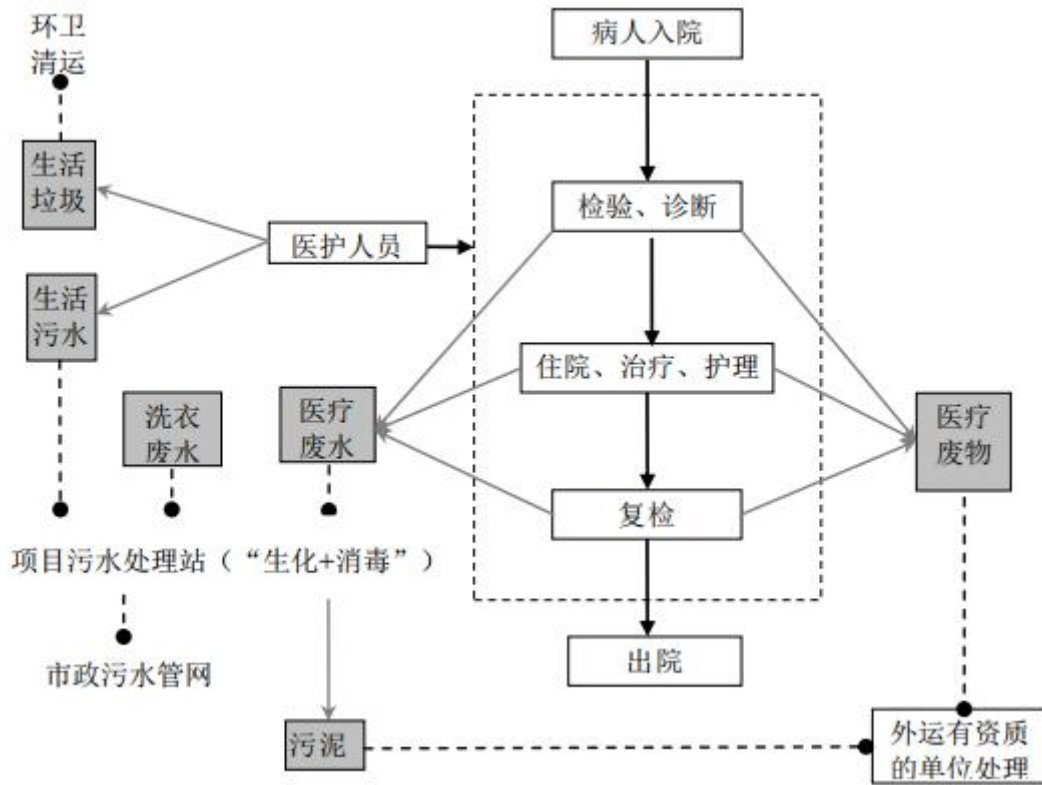 环卫
清运
病人入院
生活
垃圾
检验、诊断
医护人员
生活
污水
住院、治疗、护理
洗衣
废水
医疗
废水
医疗
废物
复检
项目污水处理站（“生化+消毒”）
出院
市政污水管网
污泥
外运有资质
的单位处理